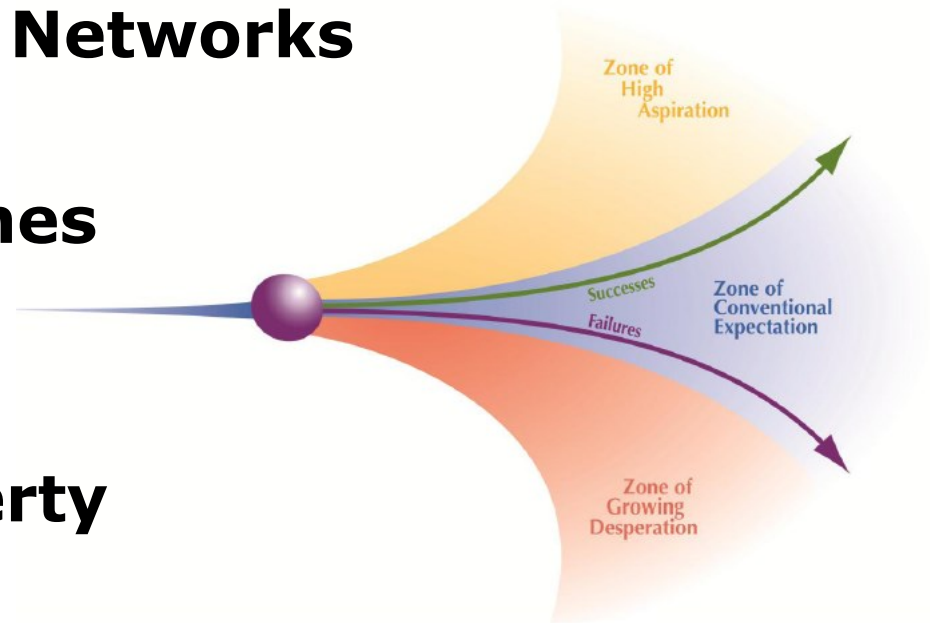 Networks
Zone of
High
Aspiration
nes
Successes
Zone of
Conventional
Expectation
Failures
erty
Zone of
Growing
Desperation